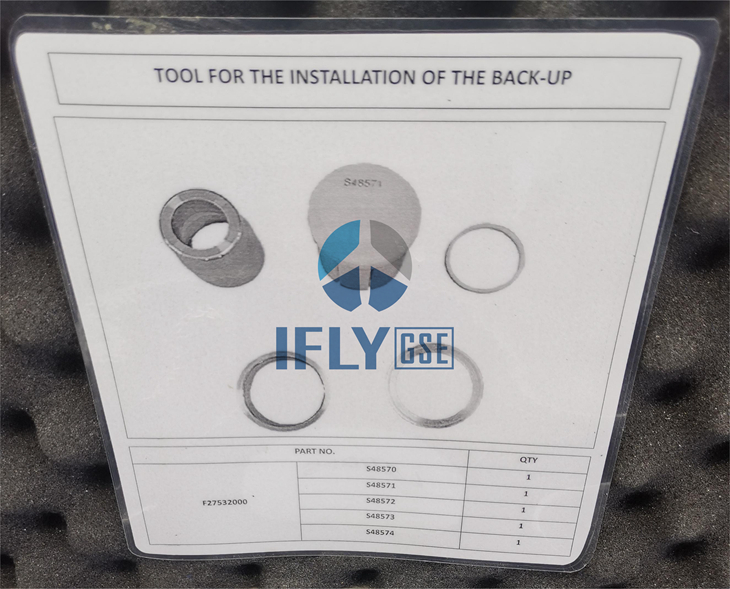 TOOL FOR THE INSTALLATION OF THE BACK-UP
S48571
IFLY GSE
PART NO. QTY
F27532000
S48570 1
S48571 1
S48572 1
S48573 1
S48574 1